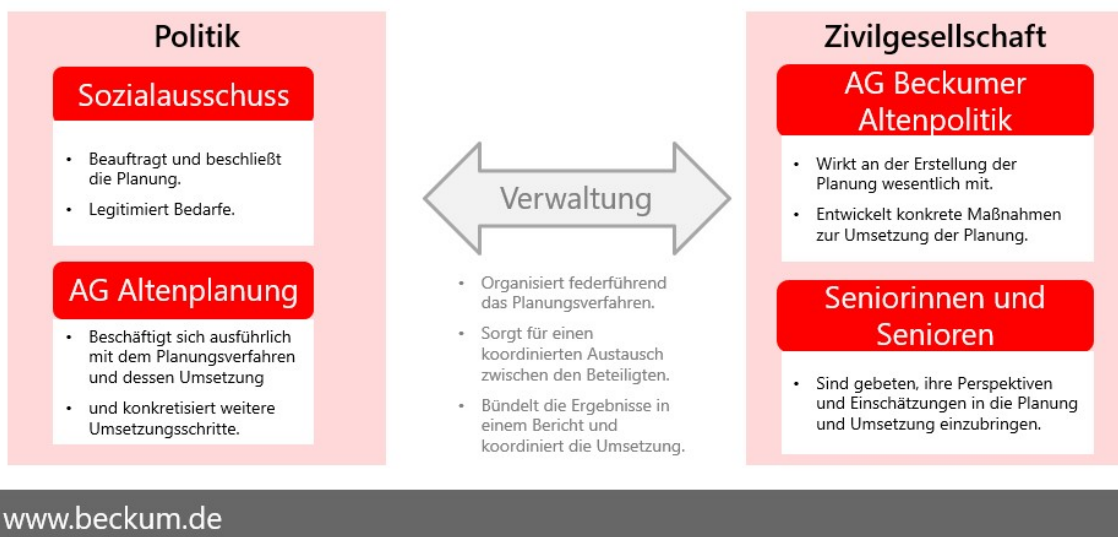 Politik
Sozialausschuss
• Beauftragt und beschließt
die Planung.
• Legitimiert Bedarfe.
AG Altenplanung
• Beschäftigt sich ausführlich
mit dem Planungsverfahren
und dessen Umsetzung
• und konkretisiert weitere
Umsetzungsschritte.
Verwaltung
• Organisiert federführend
das Planungsverfahren.
• Sorgt für einen
koordinierten Austausch
zwischen den Beteiligten.
• Bündelt die Ergebnisse in
einem Bericht und
koordiniert die Umsetzung.
Zivilgesellschaft
AG Beckumer
Altenpolitik
• Wirkt an der Erstellung der
Planung wesentlich mit.
• Entwickelt konkrete Maßnahmen
zur Umsetzung der Planung.
Seniorinnen und
Senioren
• Sind gebeten, ihre Perspektiven
und Einschätzungen in die Planung
und Umsetzung einzubringen.
www.beckum.de